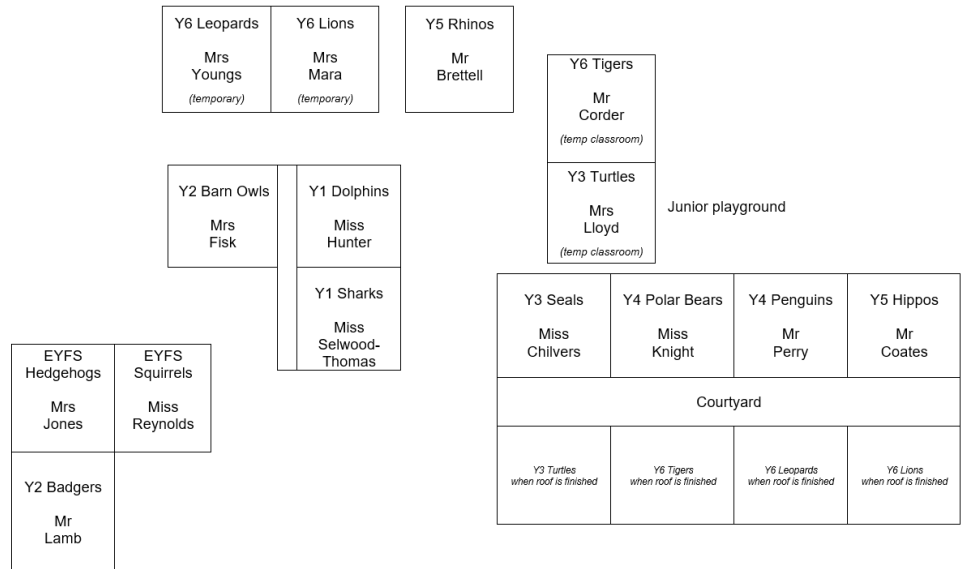 Y6 Leopards
Mrs
Youngs
(temporary)
Y6 Lions
Mrs
Mara
(temporary)
Y5 Rhinos
Mr
Brettell
Y6 Tigers
Mr
Corder
(temp classroom)
Y2 Barn Owls
Mrs
Fisk
Y1 Dolphins
Miss
Hunter
Y3 Turtles
Mrs
Lloyd
(temp classroom)
Junior playground
Y1 Sharks
Miss
Selwood-
Thomas
Y3 Seals
Miss
Chilvers
Y4 Polar Bears
Miss
Knight
Y4 Penguins
Mr
Perry
Y5 Hippos
Mr
Coates
EYFS
Hedgehogs
Mrs
Jones
EYFS
Squirrels
Miss
Reynolds
Courtyard
Y3 Turtles
when roof is finished
Y6 Tigers
when roof is finished
Y6 Leopards
when roof is finished
Y6 Lions
when roof is finished
Y2 Badgers
Mr
Lamb